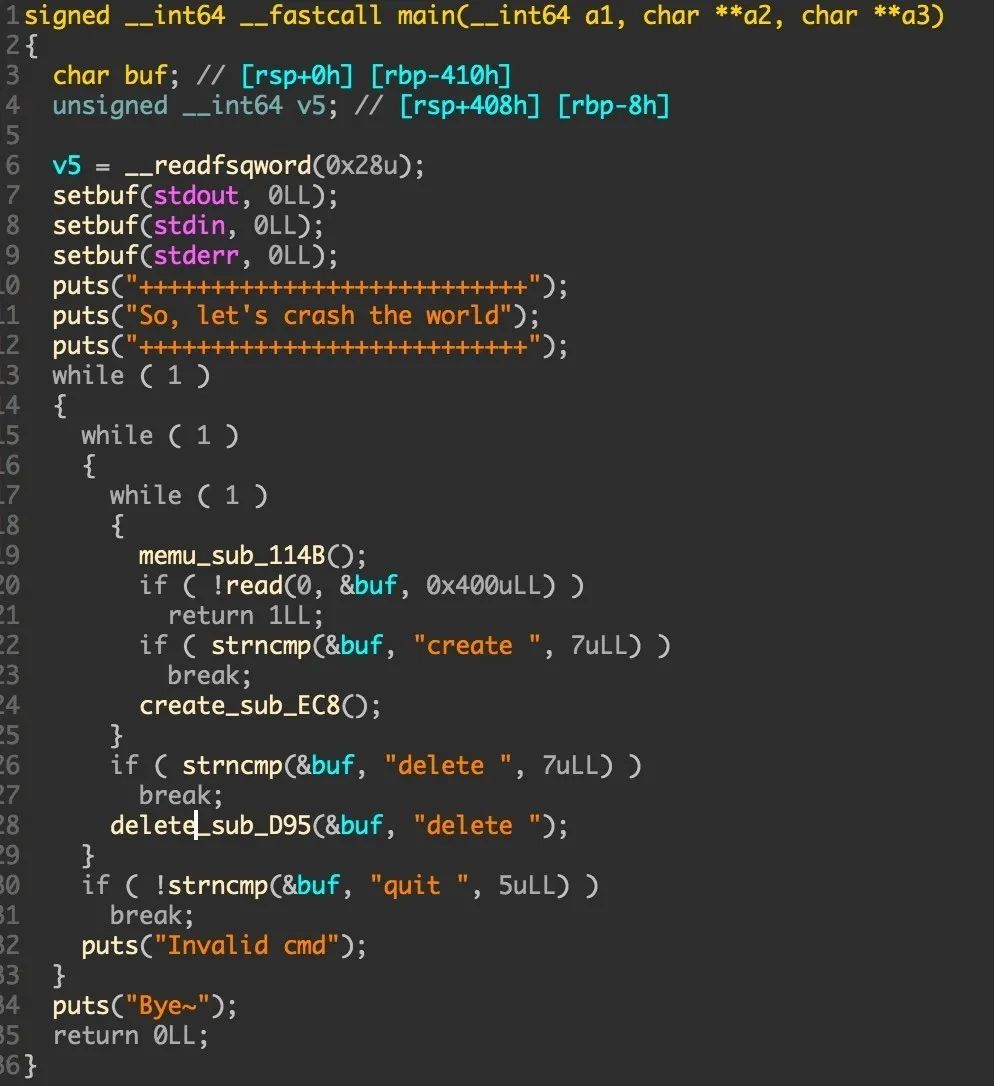 1 signed __int64 __fastcall main(__int64 a1, char **a2, char **a3)
2 {
3 char buf; // [rsp+0h] [rbp-410h]
4 unsigned __int64 v5; // [rsp+408h] [rbp-8h]
5
6 v5 = __readfsqword(0x28u);
7 setbuf(stdout, 0LL);
8 setbuf(stdin, 0LL);
9 setbuf(stderr, 0LL);
10 puts("+++++++++++++++++++++++++++");
11 puts("So, let's crash the world");
12 puts("+++++++++++++++++++++++++++");
13 while ( 1 )
14 {
15 while ( 1 )
16 {
17 while ( 1 )
18 {
19 memu_sub_114B();
20 if ( !read(0, &buf, 0x400uLL) )
21 return 1LL;
22 if ( strncmp(&buf, "create ", 7uLL) )
23 break;
24 create_sub_EC8();
25 }
26 if ( strncmp(&buf, "delete ", 7uLL) )
27 break;
28 delete_sub_D95(&buf, "delete ");
29 }
30 if ( !strncmp(&buf, "quit ", 5uLL) )
31 break;
32 puts("Invalid cmd");
33 }
34 puts("Bye~");
35 return 0LL;
36 }